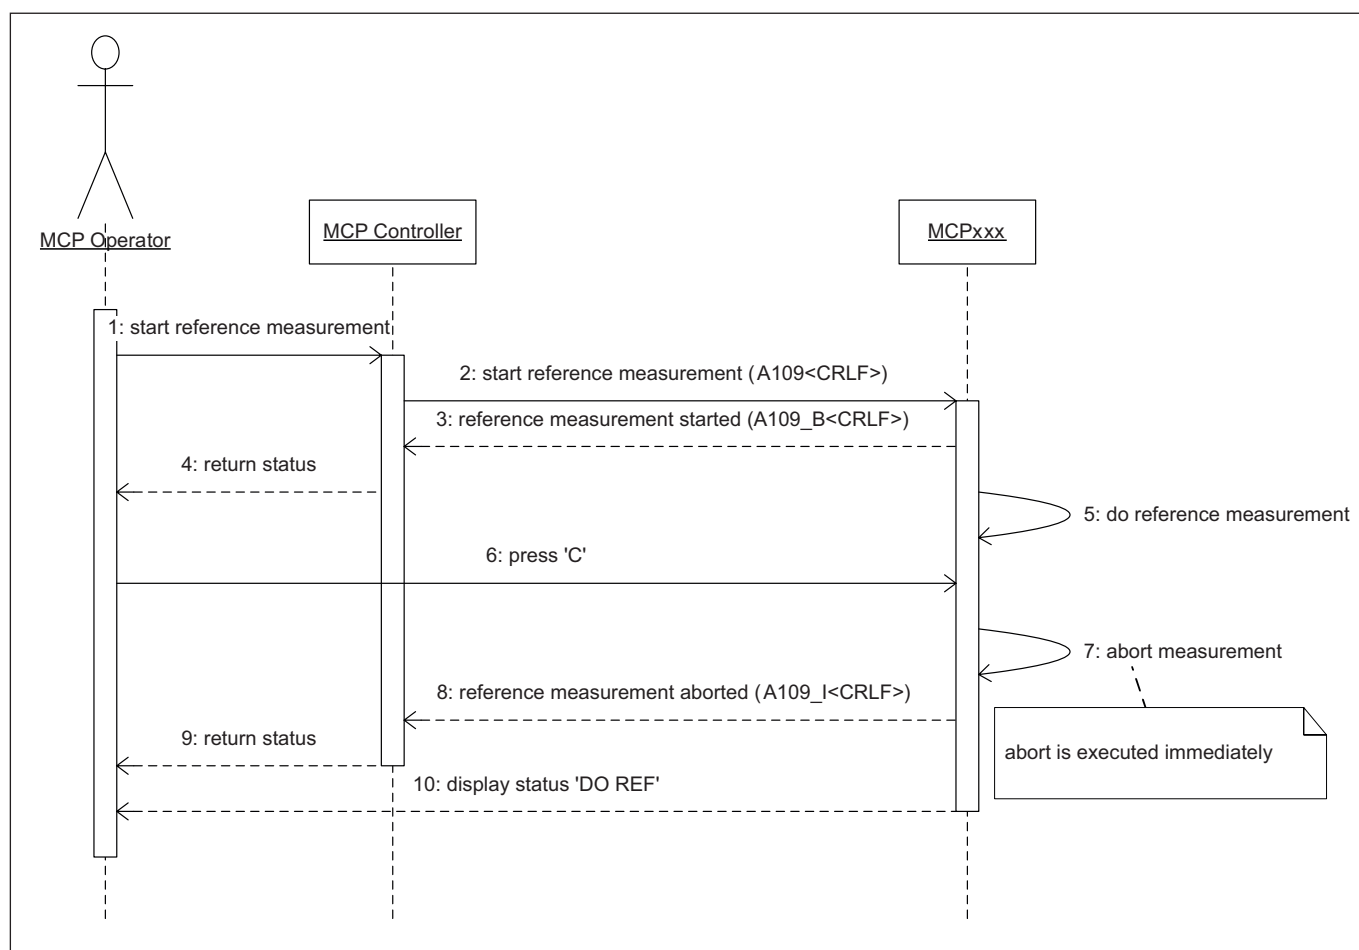 MCP Operator
MCP Controller
MCPxxx
1: start reference measurement
2: start reference measurement (A109<CRLF>)
3: reference measurement started (A109_B<CRLF>)
4: return status
5: do reference measurement
6: press 'C'
7: abort measurement
8: reference measurement aborted (A109_I<CRLF>)
9: return status
abort is executed immediately
10: display status 'DO REF'